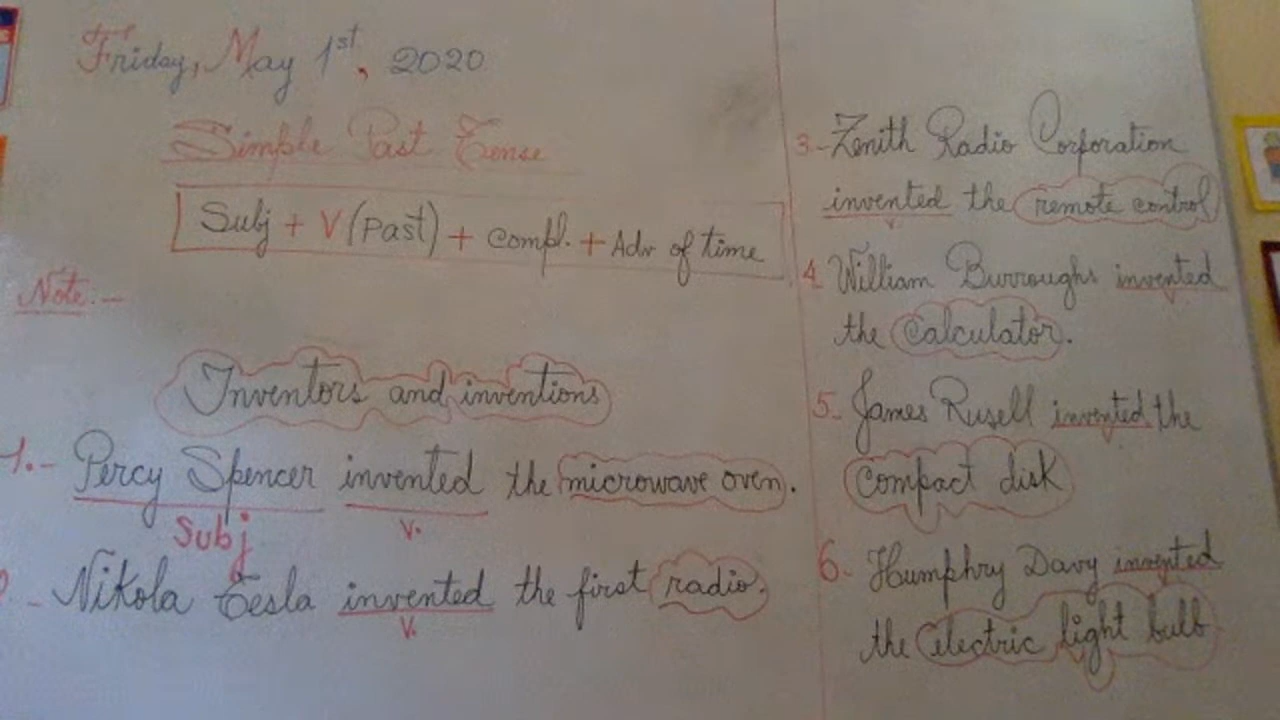 Friday, May 1st, 2020
Simple Past Tense
Subj + V (Past) + Compl. + Adv of time
Note:-
Inventors and inventions
1.- Percy Spencer invented the microwave oven.
Subj V.
2.- Nikola Tesla invented the first radio.
V.
3.- Zenith Radio Corporation
invented the remote control
V.
4. William Burroughs invented
the Calculator.
5.- James Rusell invented the
compact disk
6.- Humphry Davy invented
the electric light bulb